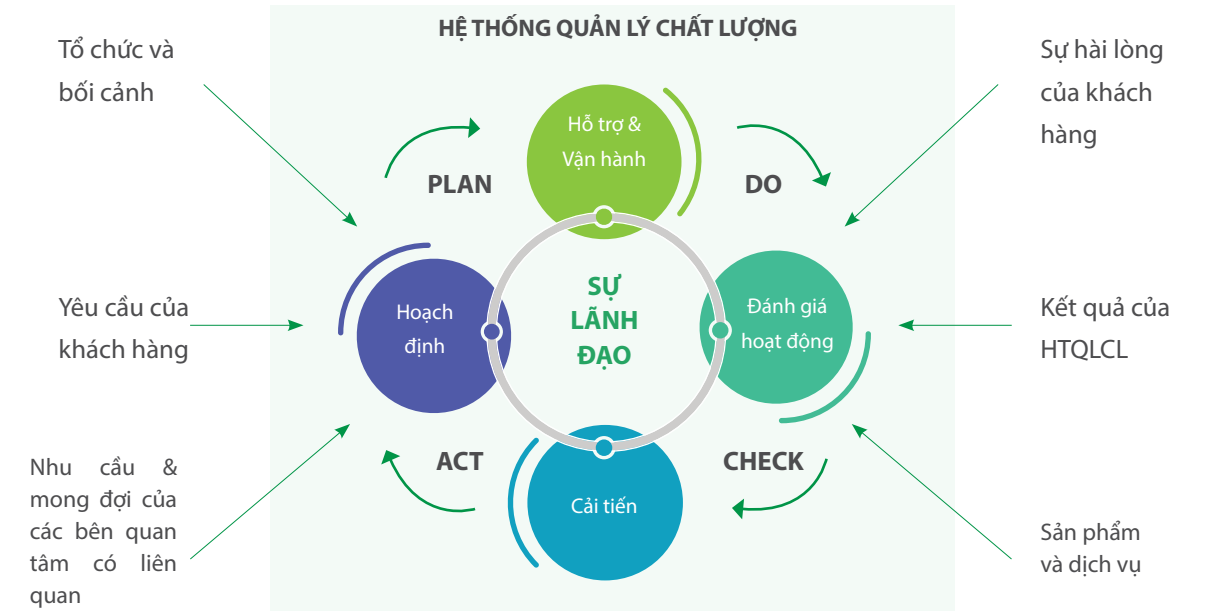 HỆ THỐNG QUẢN LÝ CHẤT LƯỢNG
Tổ chức và
bối cảnh
Yêu cầu của
khách hàng
Nhu cầu &
mong đợi của
các bên quan
tâm có liên
quan
PLAN
Hỗ trợ &
Vận hành
DO
Hoạch
định
SỰ
LÃNH
ĐẠO
Đánh giá
hoạt động
ACT
Cải tiến
CHECK
Sự hài lòng
của khách
hàng
Kết quả của
HTQLCL
Sản phẩm
và dịch vụ